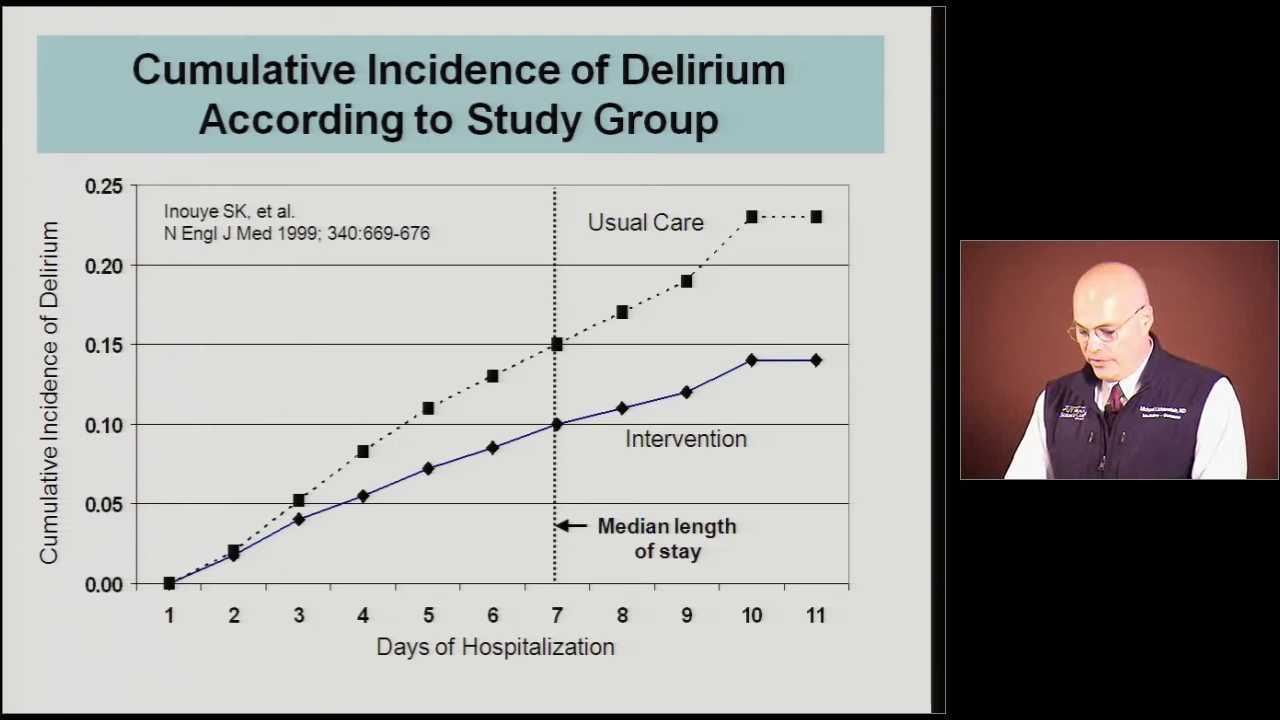 Cumulative Incidence of Delirium
According to Study Group
Cumulative Incidence of Delirium
0.25
0.20
0.15
0.10
0.05
0.00
Inouye SK, et al.
N Engl J Med 1999; 340:669-676
Usual Care
Intervention
Median length
of stay
1 2 3 4 5 6 7 8 9 10 11
Days of Hospitalization